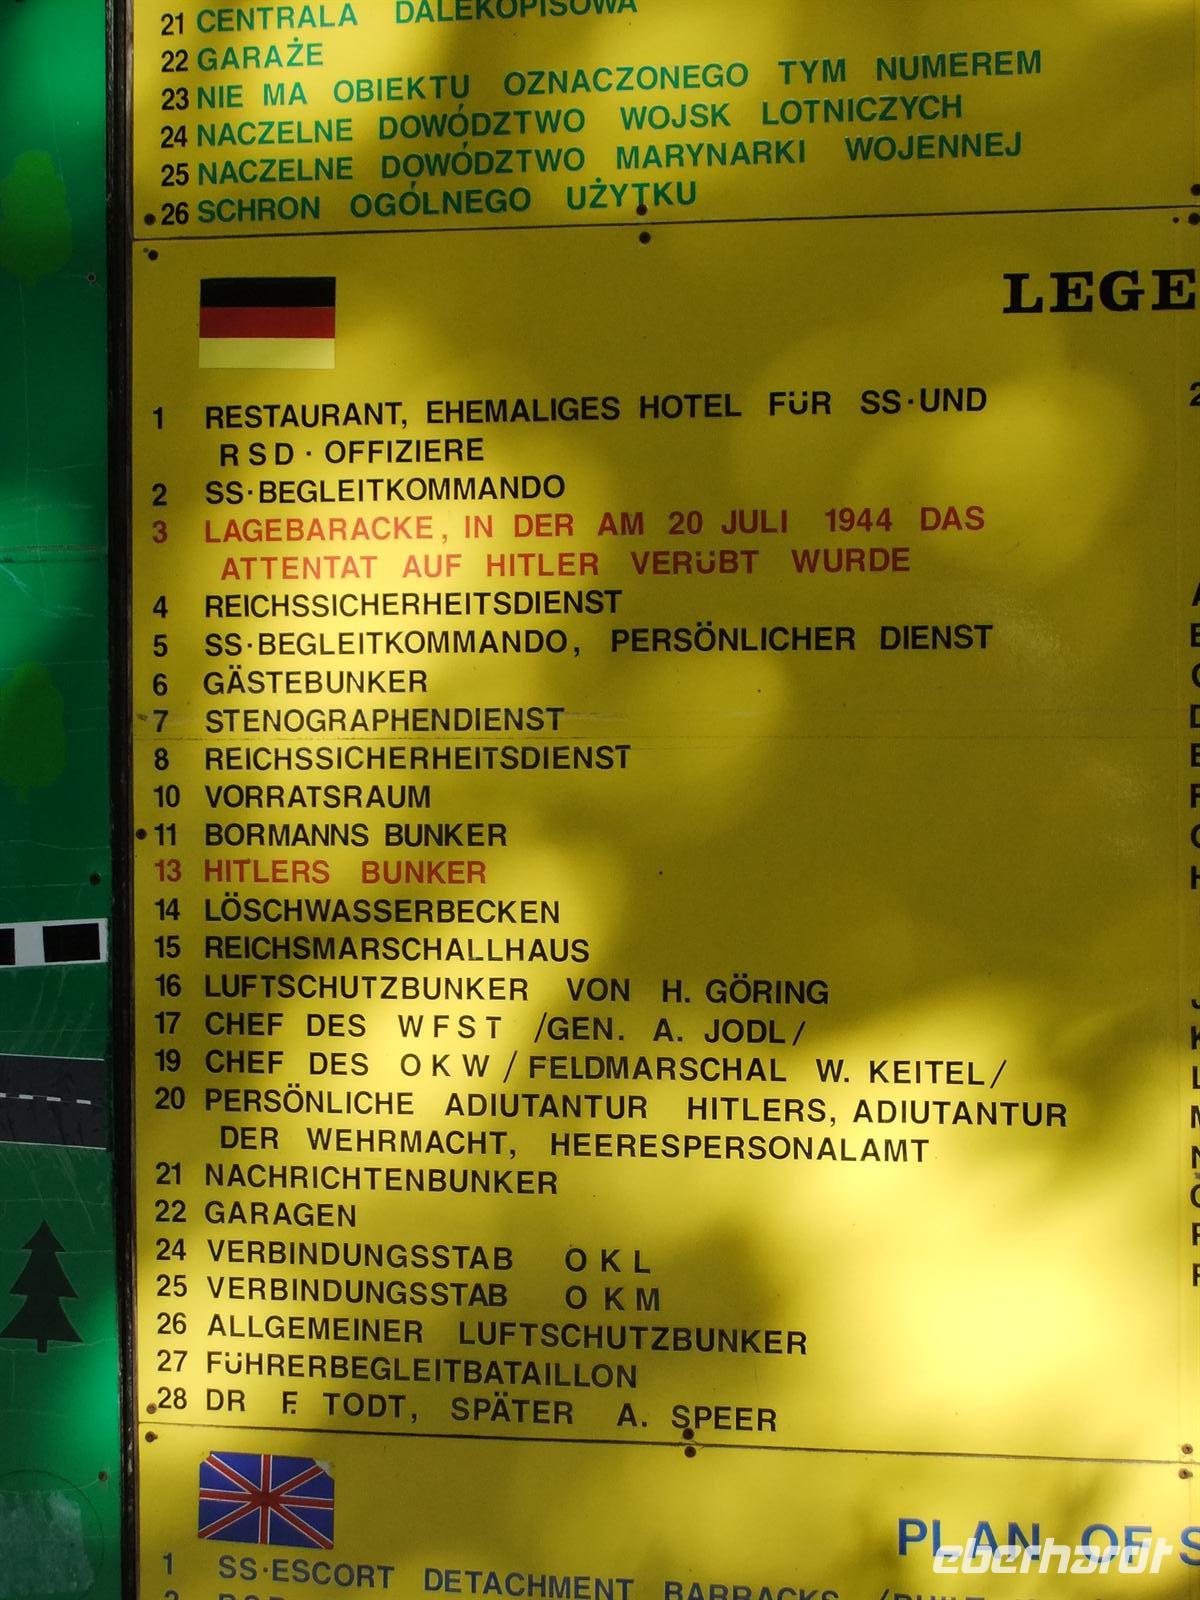 21 CENTRALA DALEKOPISOWA
22 GARAŻE
23 NIE MA OBIEKTU OZNACZONEGO TYM NUMEREM
24 NACZELNE DOWÓDZTWO WOJSK LOTNICZYCH
25 NACZELNE DOWÓDZTWO MARYNARKI WOJENNEJ
26 SCHRON OGÓLNEGO UŻYTKU
LEGE
1 RESTAURANT, EHEMALIGES HOTEL FÜR SS·UND
RSD·OFFIZIERE
2 SS·BEGLEITKOMMANDO
3 LAGEBARACKE, IN DER AM 20 JULI 1944 DAS
ATTENTAT AUF HITLER VERÜBT WURDE
4 REICHSSICHERHEITSDIENST
5 SS·BEGLEITKOMMANDO, PERSÖNLICHER DIENST
6 GÄSTEBUNKER
7 STENOGRAPHENDIENST
8 REICHSSICHERHEITSDIENST
10 VORRATSRAUM
11 BORMANNS BUNKER
13 HITLERS BUNKER
14 LÖSCHWASSERBECKEN
15 REICHSMARSCHALLHAUS
16 LUFTSCHUTZBUNKER VON H. GÖRING
17 CHEF DES WFST /GEN. A. JODL/
19 CHEF DES OKW /FELDMARSCHAL W. KEITEL/
20 PERSÖNLICHE ADIUTANTUR HITLERS, ADIUTANTUR
DER WEHRMACHT, HEERESPERSONALAMT
21 NACHRICHTENBUNKER
22 GARAGEN
24 VERBINDUNGSSTAB OKL
25 VERBINDUNGSSTAB OKM
26 ALLGEMEINER LUFTSCHUTZBUNKER
27 FÜHRERBEGLEITBATAILLON
28 DR F. TODT, SPÄTER A. SPEER
PLAN OF S
1 SS·ESCORT DETACHMENT BARRACKS
eberhardt